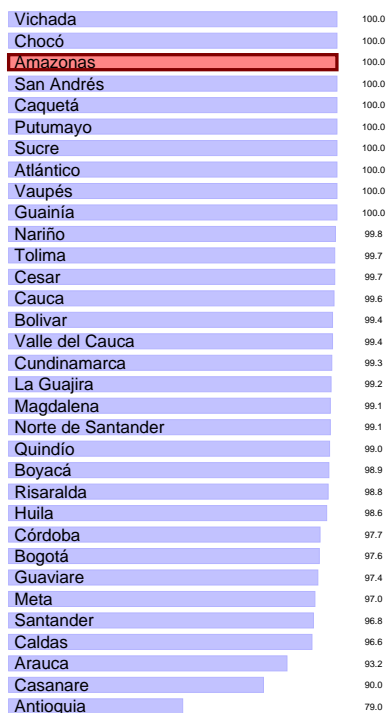 Vichada 100.0
Chocó 100.0
Amazonas 100.0
San Andrés 100.0
Caquetá 100.0
Putumayo 100.0
Sucre 100.0
Atlántico 100.0
Vaupés 100.0
Guainía 100.0
Nariño 99.8
Tolima 99.7
Cesar 99.7
Cauca 99.6
Bolivar 99.4
Valle del Cauca 99.4
Cundinamarca 99.3
La Guajira 99.2
Magdalena 99.1
Norte de Santander 99.1
Quindío 99.0
Boyacá 98.9
Risaralda 98.8
Huila 98.6
Córdoba 97.7
Bogotá 97.6
Guaviare 97.4
Meta 97.0
Santander 96.8
Caldas 96.6
Arauca 93.2
Casanare 90.0
Antioquia 79.0